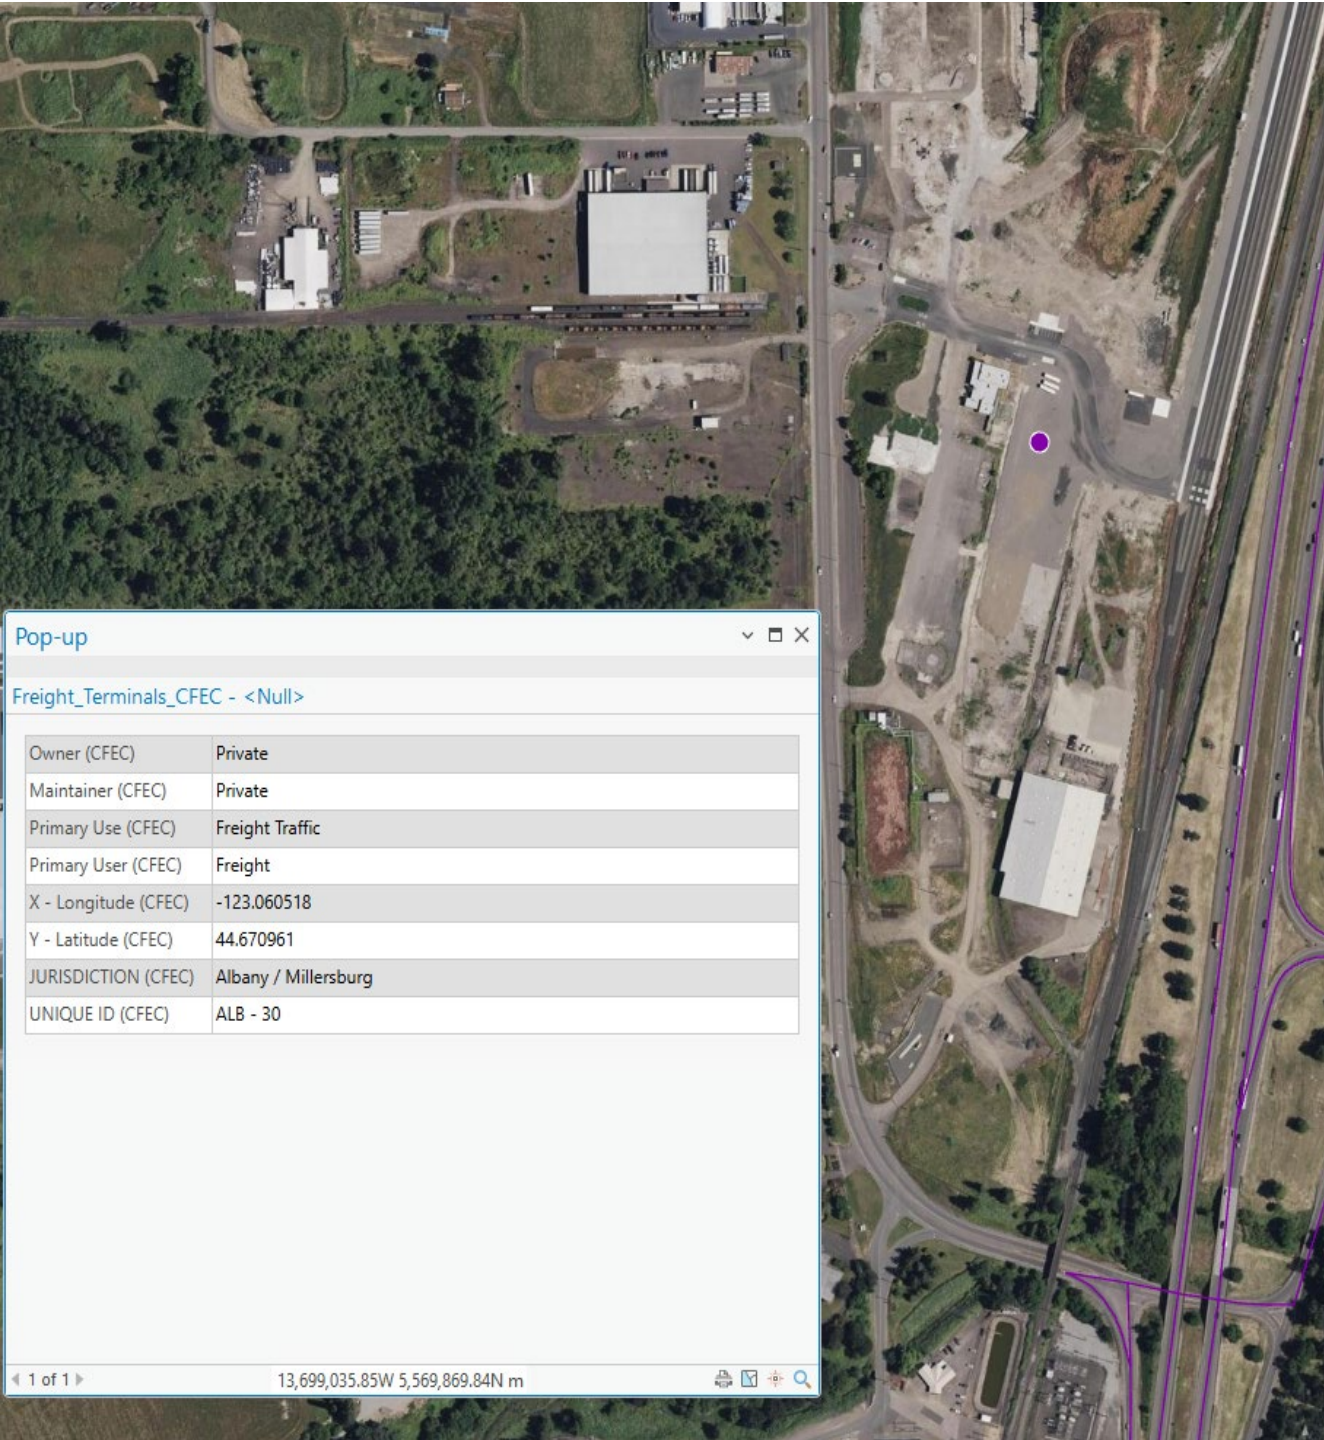 Pop-up
Freight_Terminals_CFEC - <Null>
Owner (CFEC) Private
Maintainer (CFEC) Private
Primary Use (CFEC) Freight Traffic
Primary User (CFEC) Freight
X - Longitude (CFEC) -123.060518
Y - Latitude (CFEC) 44.670961
JURISDICTION (CFEC) Albany / Millersburg
UNIQUE ID (CFEC) ALB - 30
1 of 1 13,699,035.85W 5,569,869.84N m